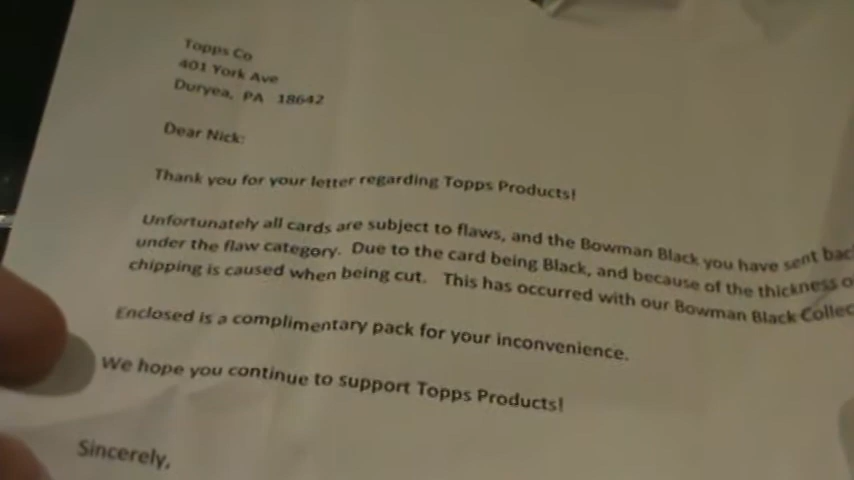 Topps Co
401 York Ave
Duryea, PA 18642
Dear Nick:
Thank you for your letter regarding Topps Products!
Unfortunately all cards are subject to flaws, and the Bowman Black you have sent
under the flaw category. Due to the card being Black, and because of the thickness
chipping is caused when being cut. This has occurred with our Bowman Black
Enclosed is a complimentary pack for your inconvenience.
We hope you continue to support Topps Products!
Sincerely,